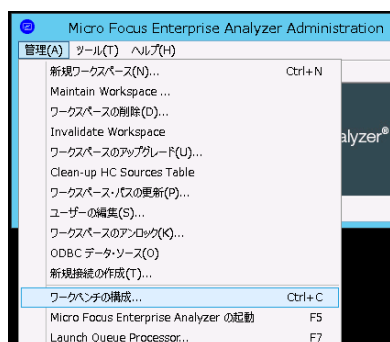 Micro Focus Enterprise Analyzer Administration
管理(A) ツール(T) ヘルプ(H)
新規ワークスペース(N)... Ctrl+N
Maintain Workspace ...
ワークスペースの削除(D)...
Invalidate Workspace
ワークスペースのアップグレード(U)...
Clean-up HC Sources Table
ワークスペース・パスの更新(P)...
ユーザーの編集(S)...
ワークスペースのアンロック(K)...
ODBC データ・ソース(O)
新規接続の作成(T)...
ワークベンチの構成... Ctrl+C
Micro Focus Enterprise Analyzer の起動 F5
Launch Queue Processor... F7
alyzer®